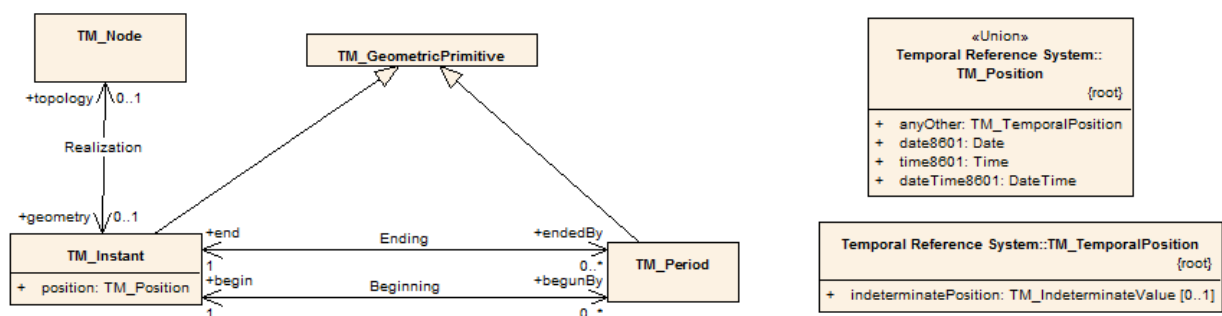 TM_Node
+topology
0..1
Realization
+geometry
0..1
TM_GeometricPrimitive
TM_Instant
+ position: TM_Position
+end
Ending
+endedBy
1
0..*
+begin
Beginning
+begunBy
1
0..*
TM_Period
«Union»
Temporal Reference System::
TM_Position
{root}
+ anyOther: TM_TemporalPosition
+ date8601: Date
+ time8601: Time
+ dateTime8601: DateTime
Temporal Reference System::TM_TemporalPosition
{root}
+ indeterminatePosition: TM_IndeterminateValue [0..1]